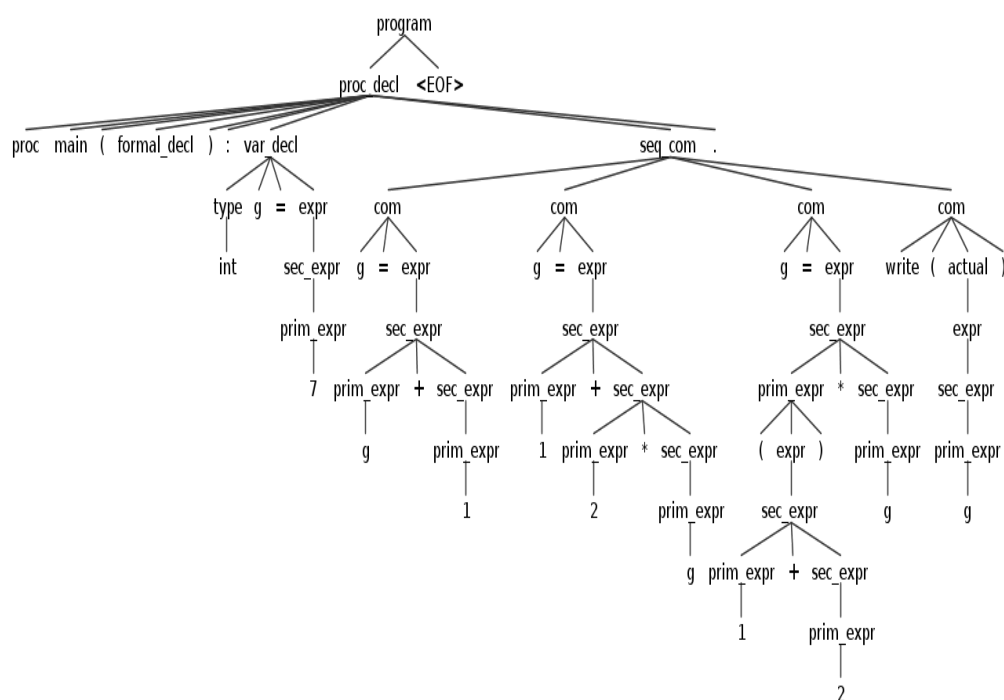 program
proc_decl <EOF>
proc main ( formal_decl ) : var_decl seq_com .
type g = expr com com com com
int sec_expr g = expr g = expr g = expr write ( actual )
prim_expr sec_expr sec_expr sec_expr expr
7 prim_expr + sec_expr prim_expr + sec_expr prim_expr * sec_expr sec_expr
g prim_expr 1 prim_expr * sec_expr ( expr ) prim_expr prim_expr
1 2 prim_expr sec_expr g g
g prim_expr + sec_expr
1 prim_expr
2